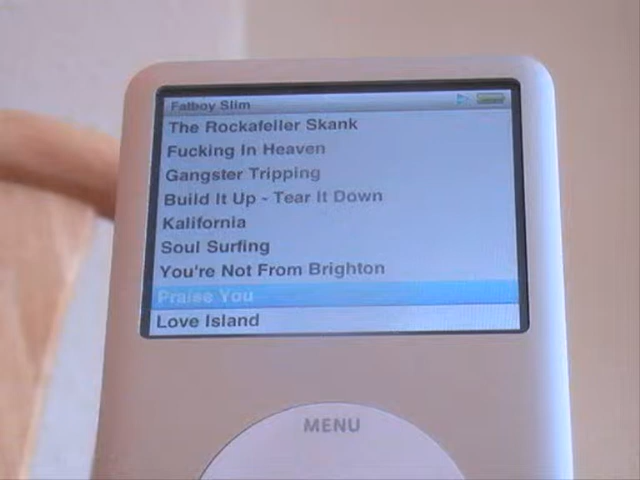 Fatboy Slim
The Rockafeller Skank
Fucking In Heaven
Gangster Tripping
Build It Up - Tear It Down
Kalifornia
Soul Surfing
You're Not From Brighton
Praise You
Love Island
MENU